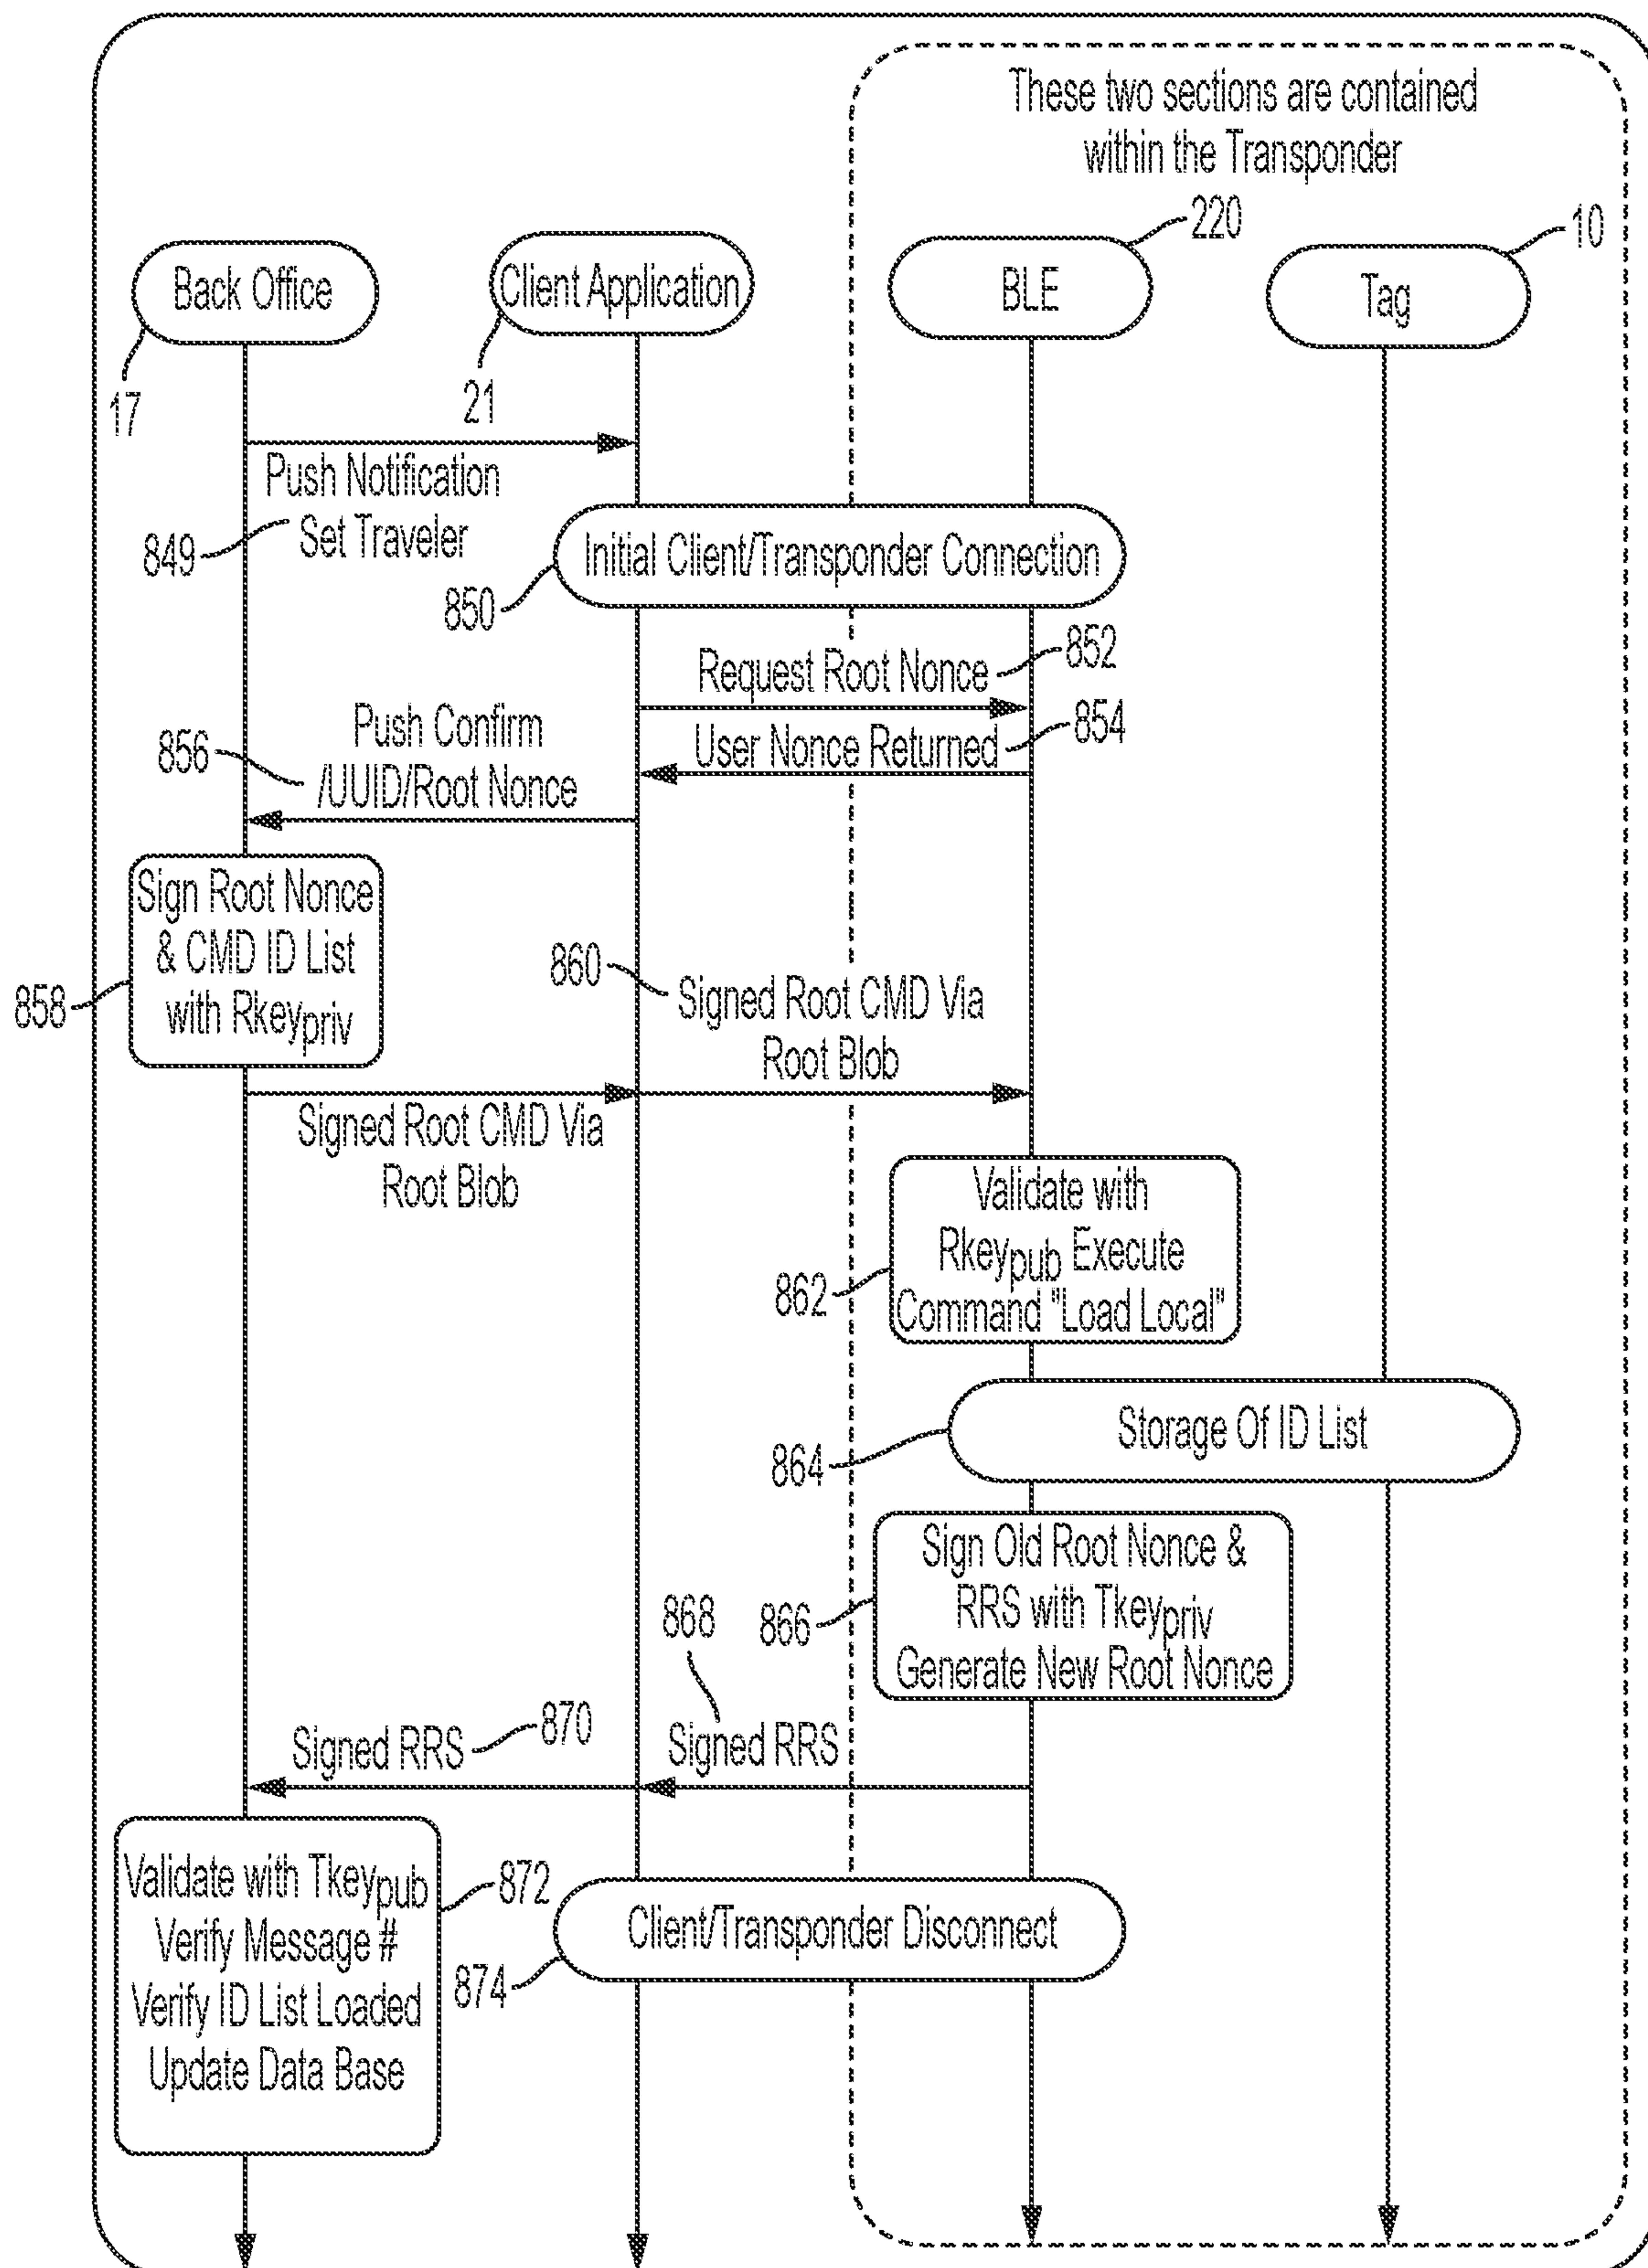 These two sections are contained
within the Transponder
220
10
Back Office
Client Application
BLE
Tag
17
21
Push Notification
Set Traveler
849
Initial Client/Transponder Connection
850
852
Request Root Nonce
854
User Nonce Returned
Push Confirm
/UUID/Root Nonce
856
Sign Root Nonce
& CMD ID List
with Rkeypriv
858
860
Signed Root CMD Via
Root Blob
Signed Root CMD Via
Root Blob
Validate with
Rkeypub Execute
Command "Load Local"
862
Storage Of ID List
864
Sign Old Root Nonce &
RRS with Tkeypriv
Generate New Root Nonce
866
868
Signed RRS
870
Signed RRS
Validate with Tkeypub
Verify Message #
Verify ID List Loaded
Update Data Base
872
Client/Transponder Disconnect
874